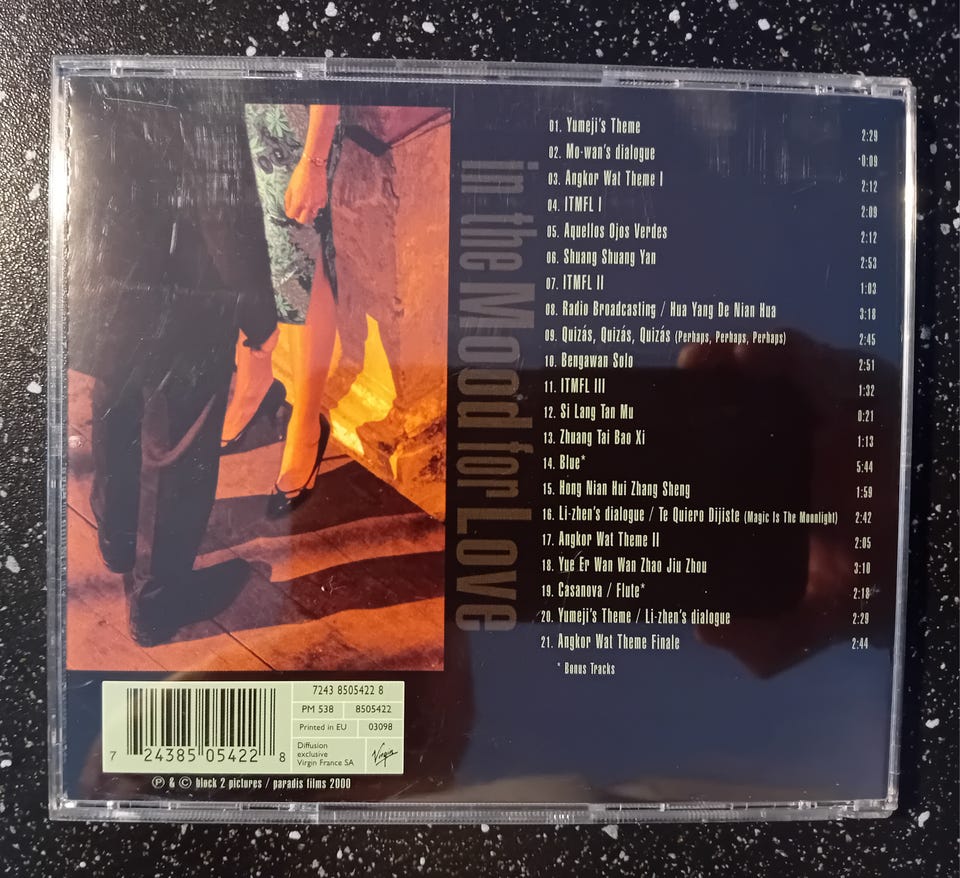 in the Mood for Love
01. Yumeji's Theme 2:29
02. Mo-wan's dialogue 0:09
03. Angkor Wat Theme I 2:12
04. ITMFL I 2:09
05. Aquellos Ojos Verdes 2:12
06. Shuang Shuang Yan 2:53
07. ITMFL II 1:03
08. Radio Broadcasting / Hua Yang De Nian Hua 3:18
09. Quizás, Quizás, Quizás (Perhaps, Perhaps, Perhaps) 2:45
10. Bengawan Solo 2:51
11. ITMFL III 1:32
12. Si Lang Tan Mu 0:21
13. Zhuang Tai Bao Xi 1:13
14. Blue* 5:44
15. Hong Nian Hui Zhang Sheng 1:59
16. Li-zhen's dialogue / Te Quiero Dijiste (Magic Is The Moonlight) 2:42
17. Angkor Wat Theme II 2:05
18. Yue Er Wan Wan Zhao Jiu Zhou 3:10
19. Casanova / Flute* 2:18
20. Yumeji's Theme / Li-zhen's dialogue 2:29
21. Angkor Wat Theme Finale 2:44
* Bonus Tracks
7243 8505422 8
PM 538 8505422
Printed in EU 03098
Diffusion
exclusive
Virgin France SA
Virgin
7 24385 05422 8
℗ & © block 2 pictures / paradis films 2000